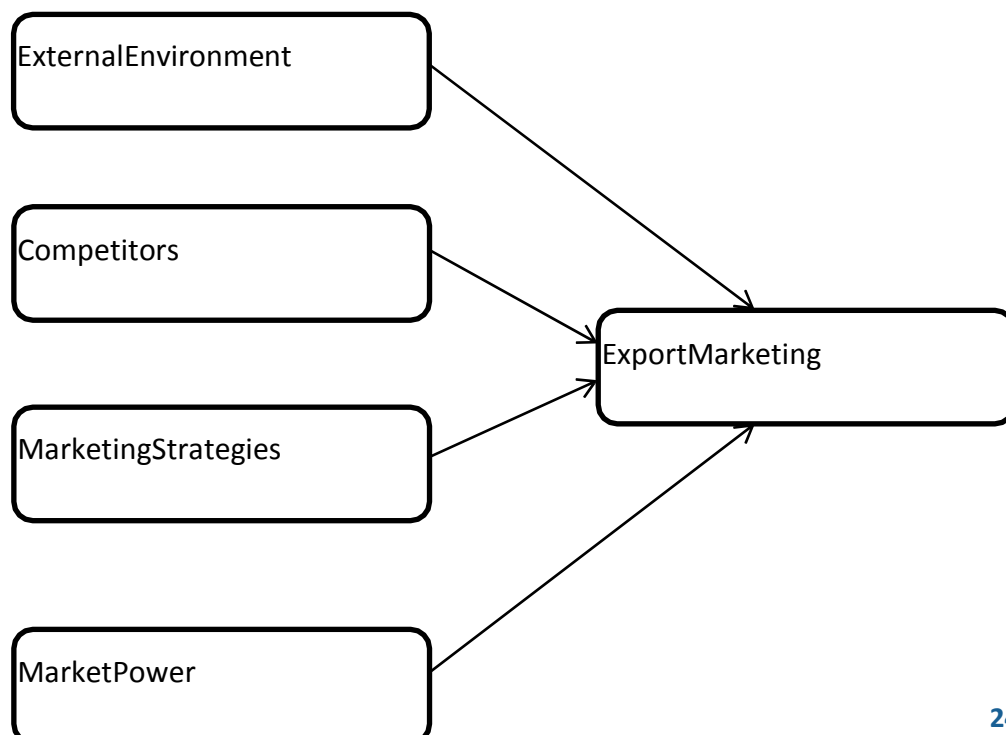 ExternalEnvironment
Competitors
ExportMarketing
MarketingStrategies
MarketPower